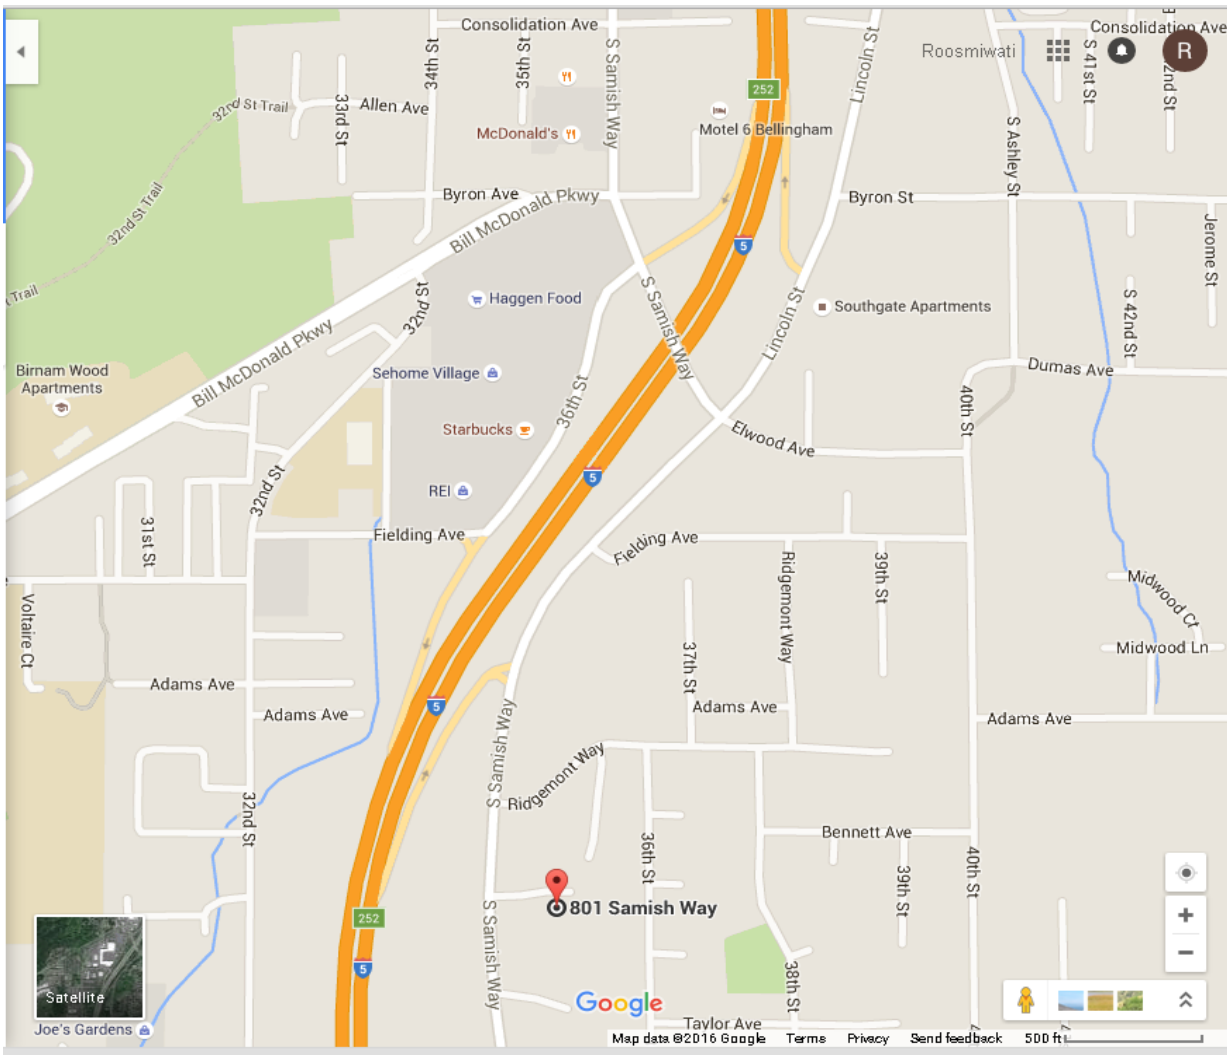 Consolidation Ave
Consolidation Ave
34th St
35th St
S Samish Way
Lincoln St
Roosmiwati
R
S 41st St
2nd St
252
32nd St Trail
Allen Ave
33rd St
McDonald's
Motel 6 Bellingham
S Ashley St
32nd St Trail
Byron Ave
Bill McDonald Pkwy
Byron St
Jerome St
5
t Trail
32nd St
Haggen Food
S Samish Way
Lincoln St
Southgate Apartments
S 42nd St
Bill McDonald Pkwy
Birnam Wood
Apartments
Sehome Village
36th St
Dumas Ave
40th St
Starbucks
Elwood Ave
5
REI
32nd St
31st St
Fielding Ave
Fielding Ave
Ridgemont Way
39th St
Midwood Ct
Voltaire Ct
Midwood Ln
37th St
Adams Ave
Adams Ave
5
Adams Ave
Adams Ave
S Samish Way
Ridgemont Way
32nd St
36th St
Bennett Ave
40th St
39th St
801 Samish Way
252
S Samish Way
5
38th St
Satellite
Google
Joe's Gardens
Taylor Ave
Map data ©2016 Google Terms Privacy Send feedback 500 ft